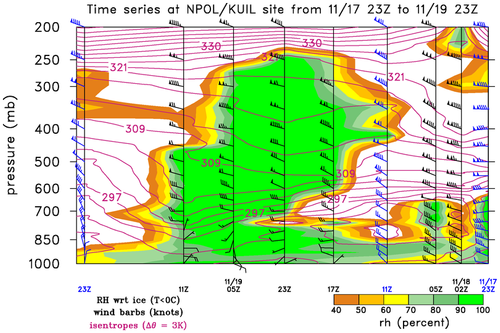 Time series at NPOL/KUIL site from 11/17 23Z to 11/19 23Z
200
250
300
400
500
600
700
850
1000
pressure (mb)
330
330
321
321
321
309
309
309
309
297
297
297
11/19
11/18
11/17
23Z
11Z
05Z
23Z
17Z
11Z
05Z
02Z
23Z
RH wrt ice (T<0C)
wind barbs (knots)
isentropes (Δθ = 3K)
40 50 60 70 80 90
rh (percent)